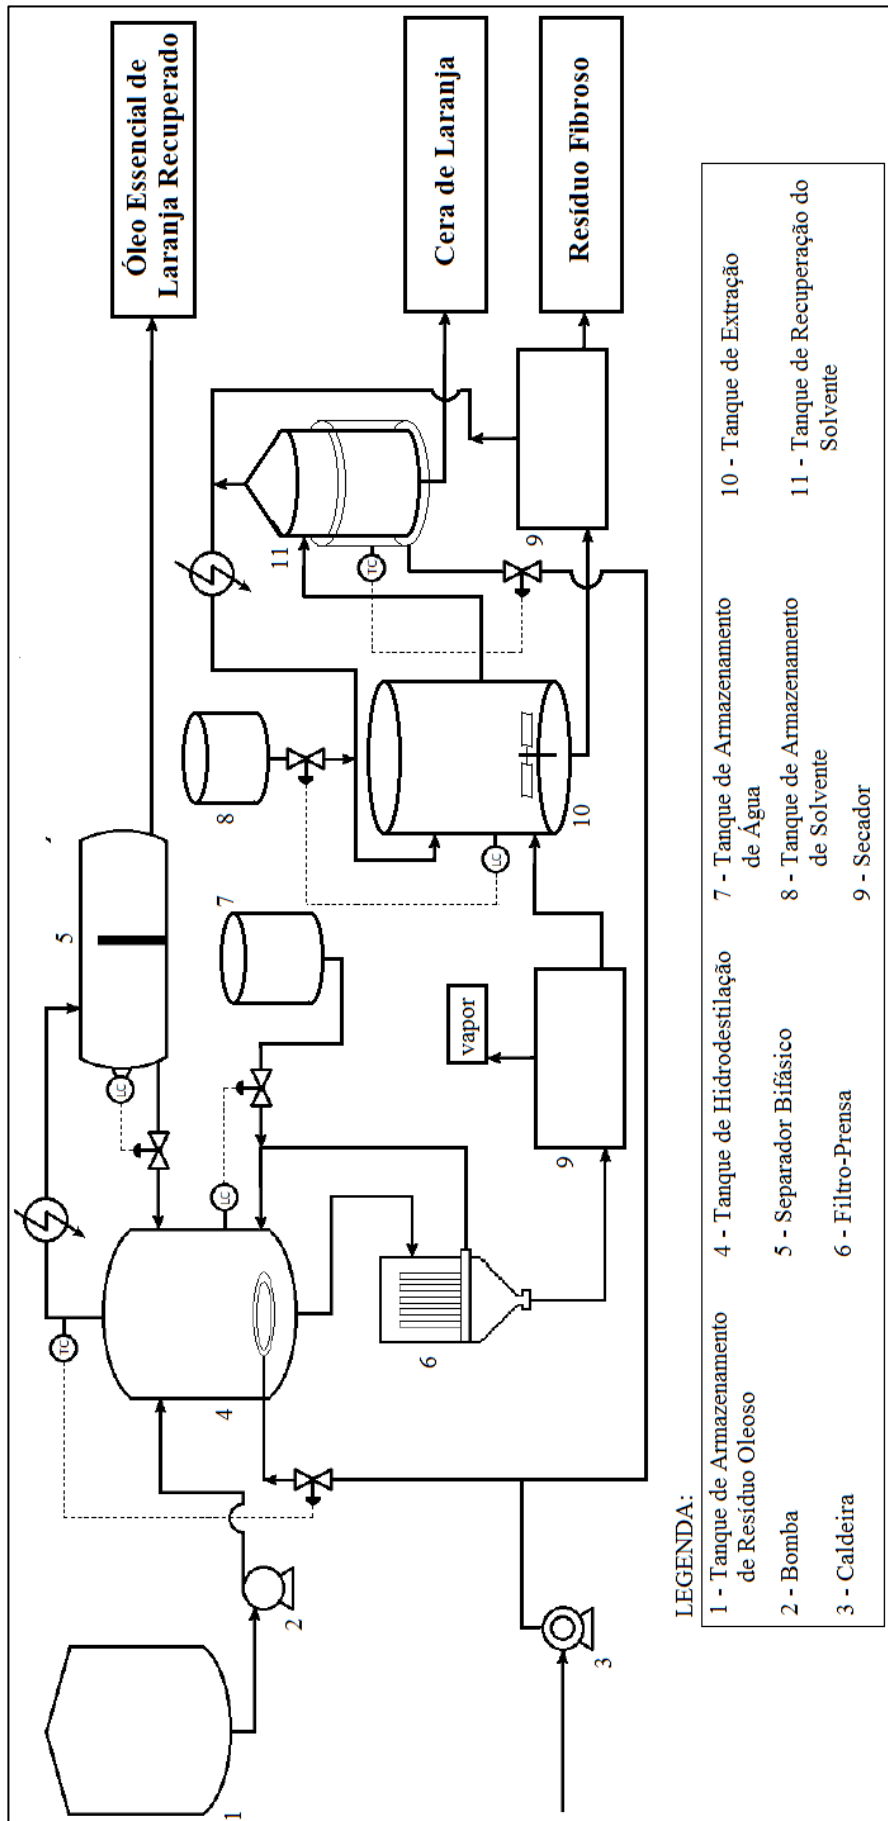 Óleo Essencial de
Laranja Recuperado
Cera de Laranja
Resíduo Fibroso
5
LC
TC
LC
4
6
7
8
vapor
9
LC
10
11
TC
9
1
2
3
LEGENDA:
1 - Tanque de Armazenamento
de Resíduo Oleoso
2 - Bomba
3 - Caldeira
4 - Tanque de Hidrodestilação
5 - Separador Bifásico
6 - Filtro-Prensa
7 - Tanque de Armazenamento
de Água
8 - Tanque de Armazenamento
de Solvente
9 - Secador
10 - Tanque de Extração
11 - Tanque de Recuperação do
Solvente